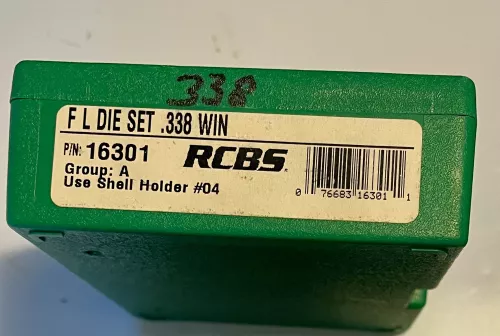 338
F L DIE SET .338 WIN
P/N: 16301
RCBS
Group: A
Use Shell Holder #04
0 76683 16301 1